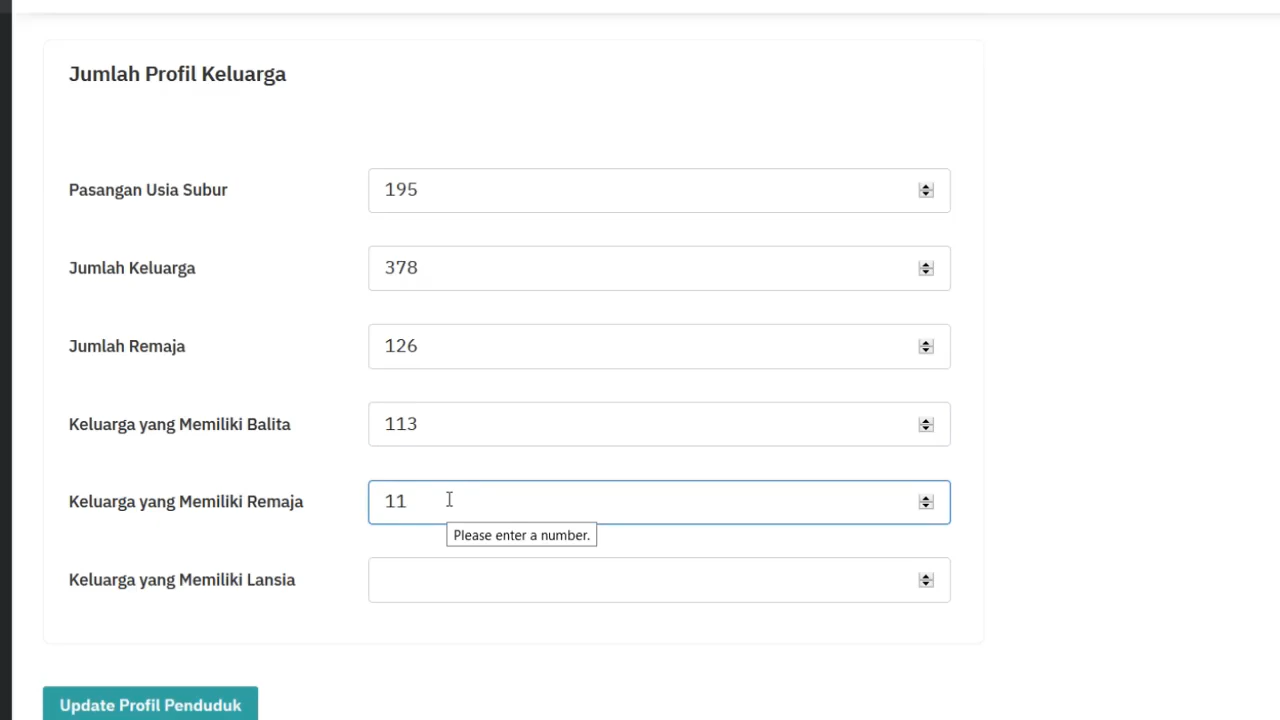 Jumlah Profil Keluarga
Pasangan Usia Subur 195
Jumlah Keluarga 378
Jumlah Remaja 126
Keluarga yang Memiliki Balita 113
Keluarga yang Memiliki Remaja 11
Please enter a number.
Keluarga yang Memiliki Lansia
Update Profil Penduduk